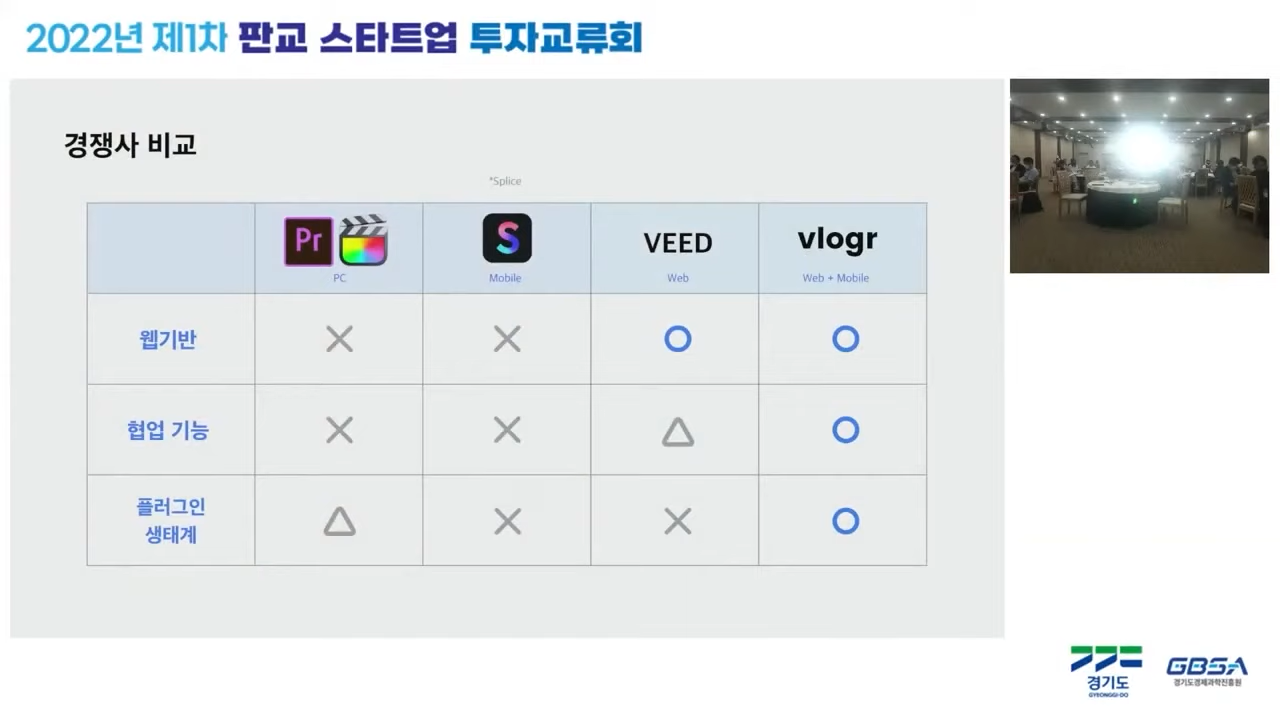 2022년 제1차 판교 스타트업 투자교류회
경쟁사 비교
*Splice
Pr
S
VEED
vlogr
PC
Mobile
Web
Web + Mobile
웹기반
협업 기능
플러그인
생태계
경기도
GYEONGGI-DO
GBSA
경기도경제과학진흥원